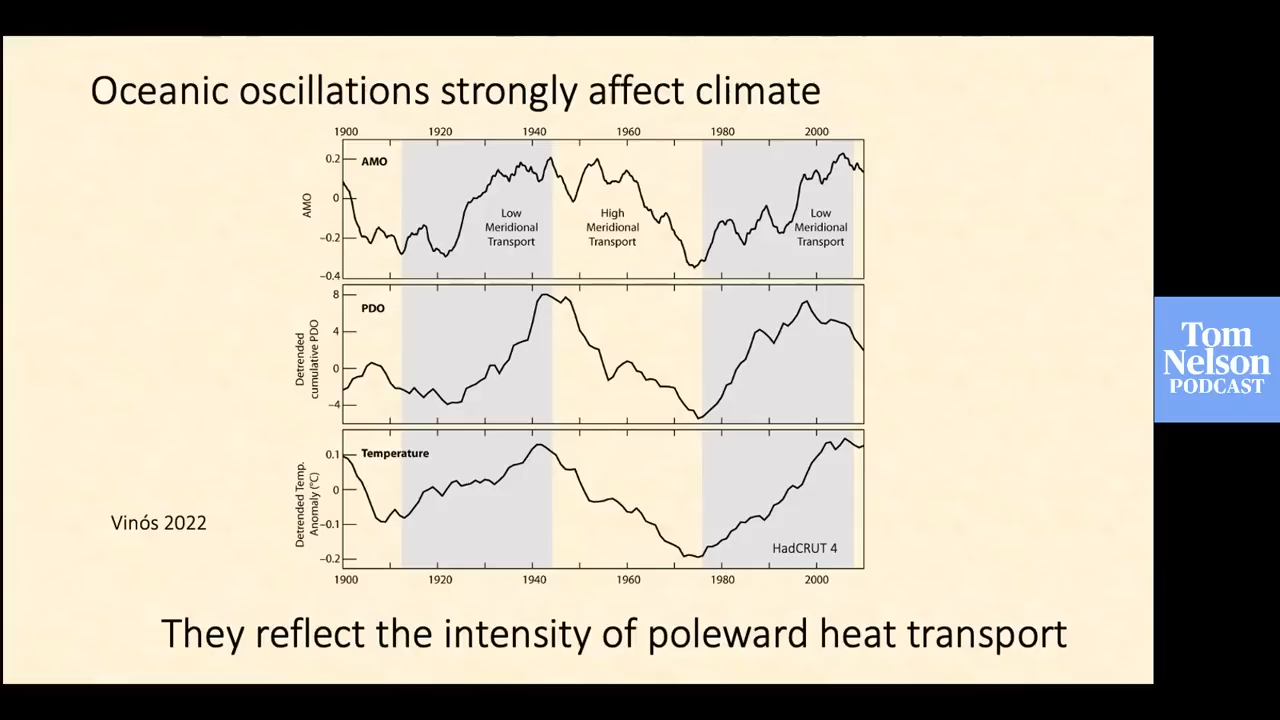 Oceanic oscillations strongly affect climate
1900 1920 1940 1960 1980 2000
AMO
0.2
0
−0.2
−0.4
AMO
Low
Meridional
Transport
High
Meridional
Transport
Low
Meridional
Transport
Detrended
cumulative PDO
8
4
0
−4
PDO
Detrended Temp.
Anomaly (°C)
0.1
0
−0.1
−0.2
Temperature
HadCRUT 4
1900 1920 1940 1960 1980 2000
Vinós 2022
They reflect the intensity of poleward heat transport
Tom
Nelson
PODCAST